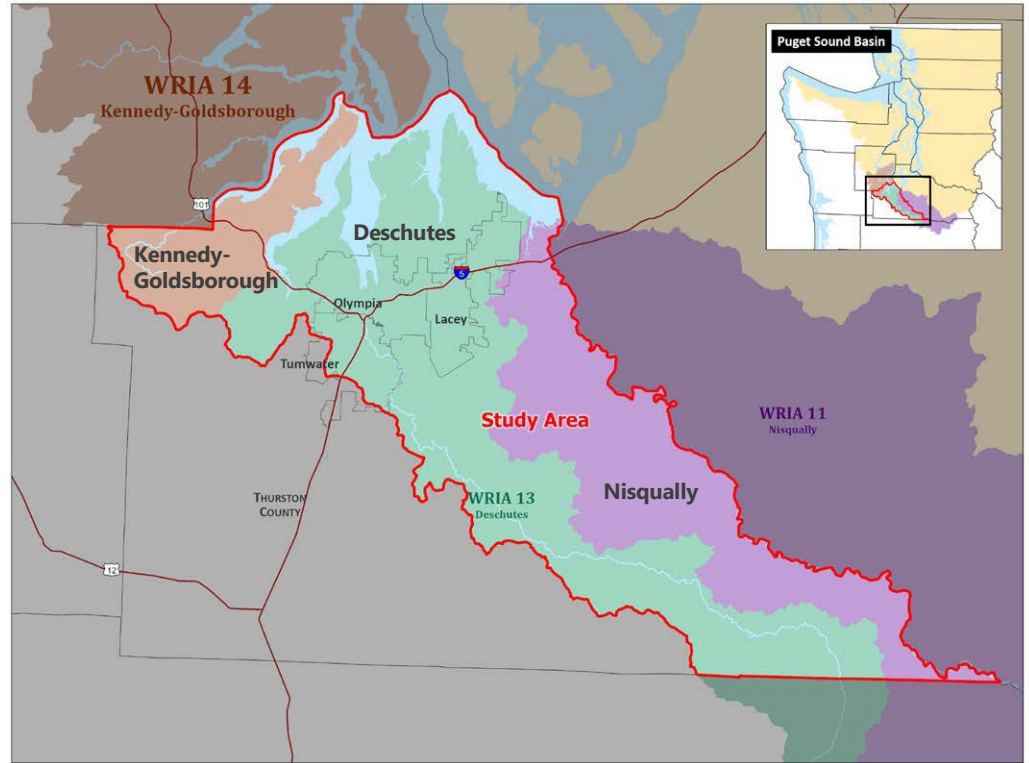 Puget Sound Basin
WRIA 14
Kennedy-Goldsborough
101
Deschutes
Kennedy-
Goldsborough
5
Olympia
Lacey
Tumwater
WRIA 11
Nisqually
Study Area
Nisqually
WRIA 13
Deschutes
THURSTON
COUNTY
12